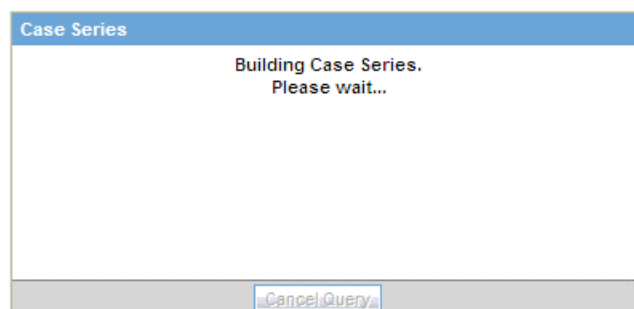 Case Series
Building Case Series.
Please wait...
Cancel Query